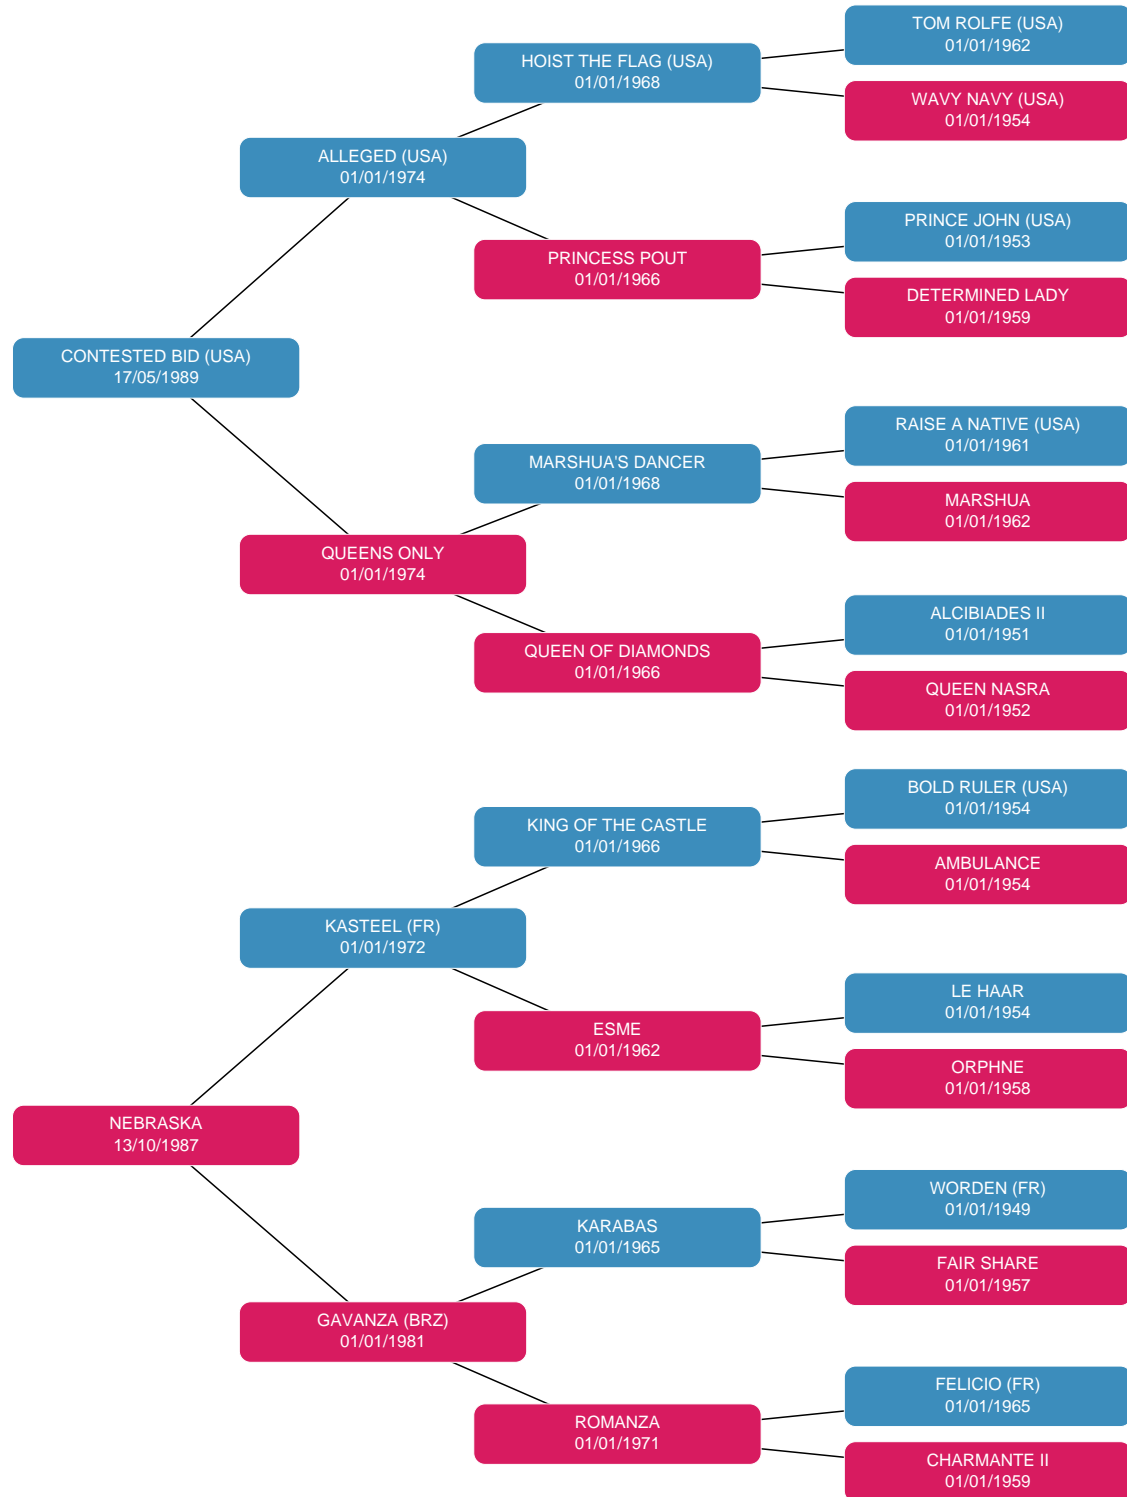 TOM ROLFE (USA)
01/01/1962
HOIST THE FLAG (USA)
01/01/1968
WAVY NAVY (USA)
01/01/1954
ALLEGED (USA)
01/01/1974
PRINCE JOHN (USA)
01/01/1953
PRINCESS POUT
01/01/1966
DETERMINED LADY
01/01/1959
CONTESTED BID (USA)
17/05/1989
RAISE A NATIVE (USA)
01/01/1961
MARSHUA'S DANCER
01/01/1968
MARSHUA
01/01/1962
QUEENS ONLY
01/01/1974
ALCIBIADES II
01/01/1951
QUEEN OF DIAMONDS
01/01/1966
QUEEN NASRA
01/01/1952
BOLD RULER (USA)
01/01/1954
KING OF THE CASTLE
01/01/1966
AMBULANCE
01/01/1954
KASTEEL (FR)
01/01/1972
LE HAAR
01/01/1954
ESME
01/01/1962
ORPHNE
01/01/1958
NEBRASKA
13/10/1987
WORDEN (FR)
01/01/1949
KARABAS
01/01/1965
FAIR SHARE
01/01/1957
GAVANZA (BRZ)
01/01/1981
FELICIO (FR)
01/01/1965
ROMANZA
01/01/1971
CHARMANTE II
01/01/1959